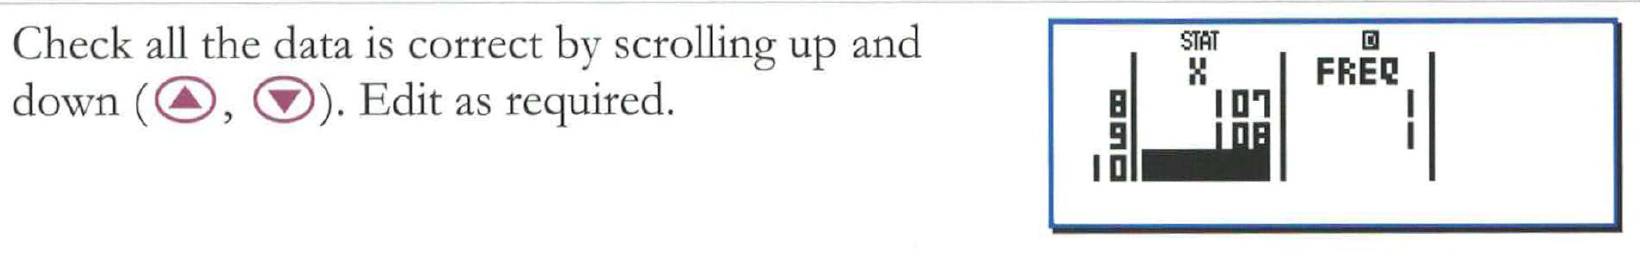 Check all the data is correct by scrolling up and
down (▲, ▼). Edit as required.
STAT D
X FREQ
8 107 1
9 108 1
10